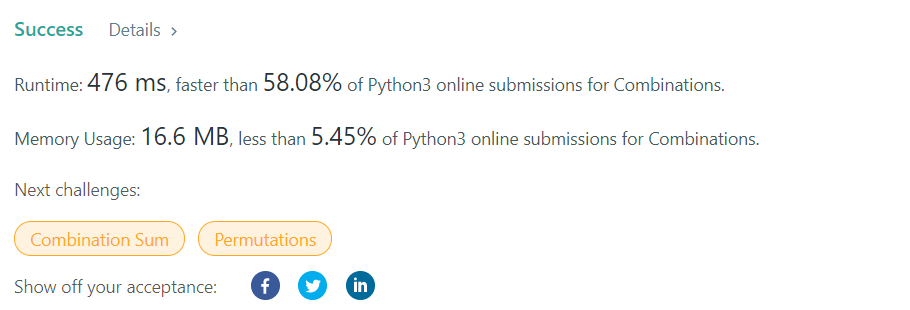 Success Details >
Runtime: 476 ms, faster than 58.08% of Python3 online submissions for Combinations.
Memory Usage: 16.6 MB, less than 5.45% of Python3 online submissions for Combinations.
Next challenges:
Combination Sum Permutations
Show off your acceptance: f in